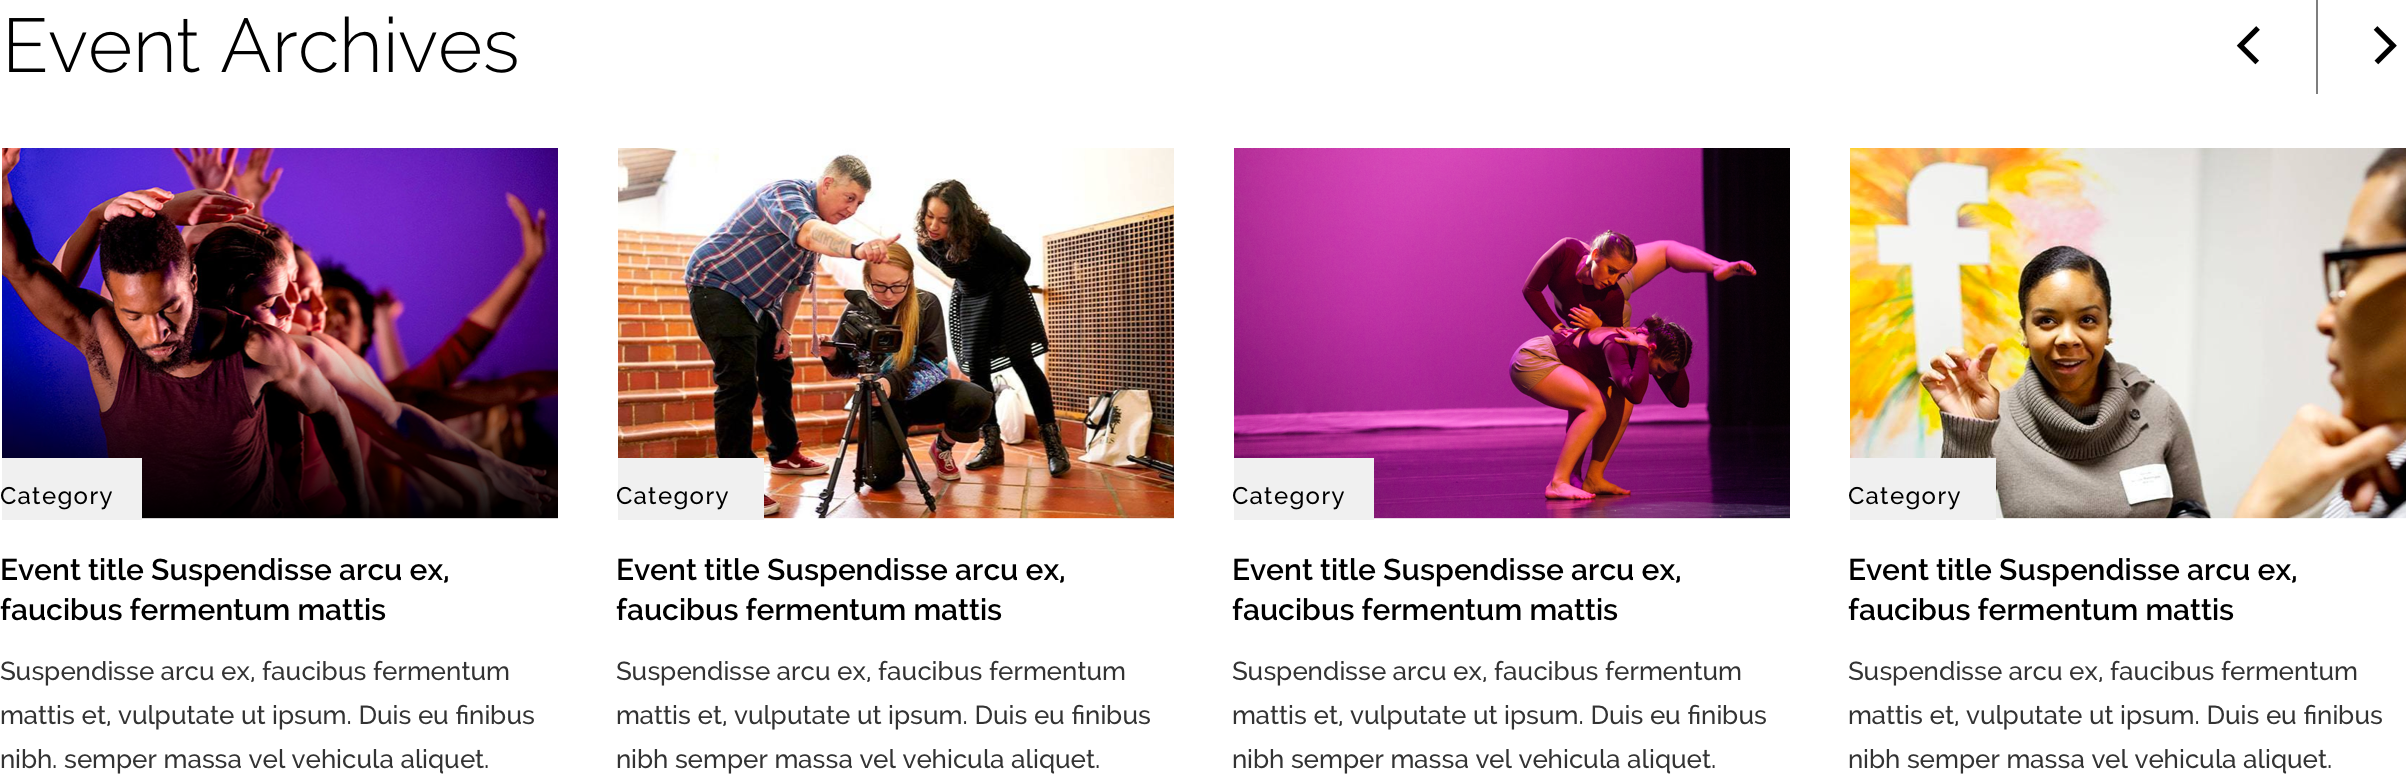 Event Archives
Category
Event title Suspendisse arcu ex,
faucibus fermentum mattis
Suspendisse arcu ex, faucibus fermentum
mattis et, vulputate ut ipsum. Duis eu finibus
nibh. semper massa vel vehicula aliquet.
Category
Event title Suspendisse arcu ex,
faucibus fermentum mattis
Suspendisse arcu ex, faucibus fermentum
mattis et, vulputate ut ipsum. Duis eu finibus
nibh semper massa vel vehicula aliquet.
Category
Event title Suspendisse arcu ex,
faucibus fermentum mattis
Suspendisse arcu ex, faucibus fermentum
mattis et, vulputate ut ipsum. Duis eu finibus
nibh semper massa vel vehicula aliquet.
f
Category
Event title Suspendisse arcu ex,
faucibus fermentum mattis
Suspendisse arcu ex, faucibus fermentum
mattis et, vulputate ut ipsum. Duis eu finibus
nibh semper massa vel vehicula aliquet.